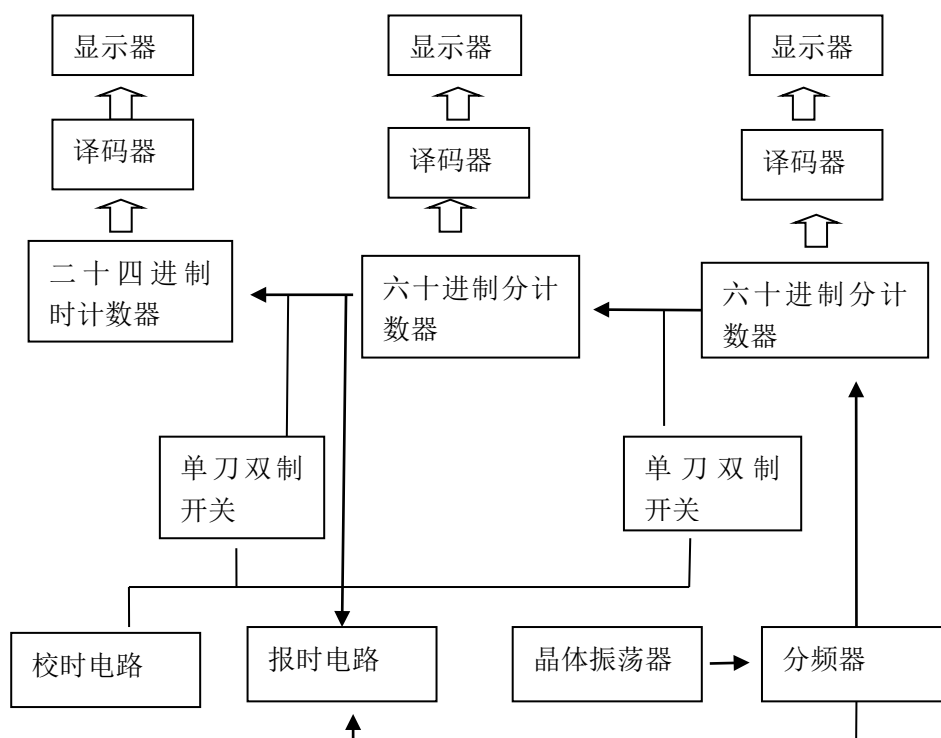 显示器
显示器
显示器
译码器
译码器
译码器
二十四进制
时计数器
六十进制分计
数器
六十进制分计
数器
单刀双制
开关
单刀双制
开关
校时电路
报时电路
晶体振荡器
分频器